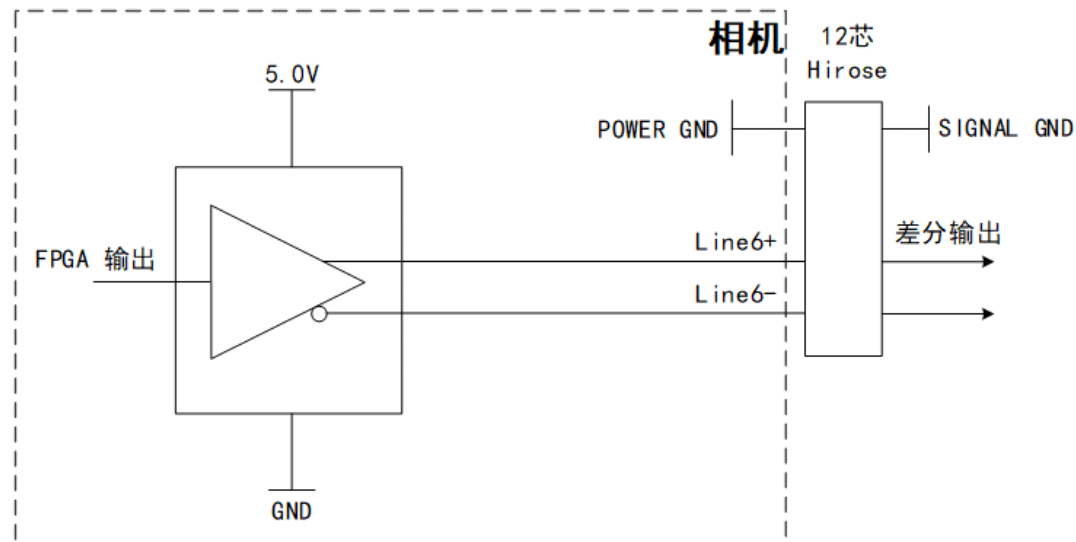 相机
12芯
Hirose
5.0V
POWER GND
SIGNAL GND
FPGA 输出
Line6+
差分输出
Line6-
GND